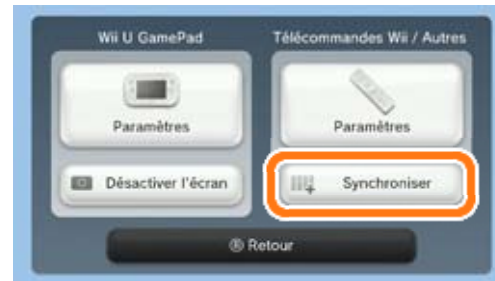 Wii U GamePad
Télécommandes Wii / Autres
Paramètres
Paramètres
Désactiver l'écran
Synchroniser
Ⓑ Retour